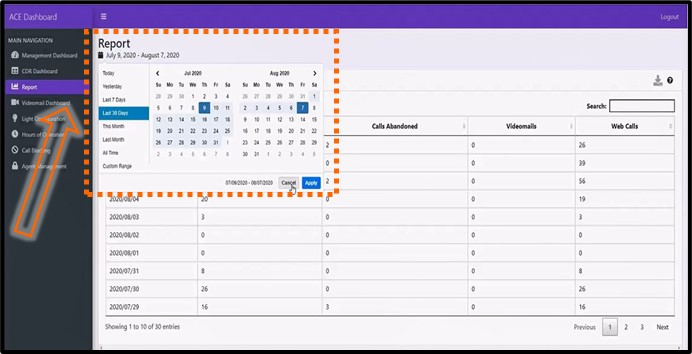 ACE Dashboard
Logout
MAIN NAVIGATION
Management Dashboard
CDR Dashboard
Report
Videomail Dashboard
Light Configuration
Hours of Operation
Call Blocking
Agent Management
Report
July 9, 2020 - August 7, 2020
Today
Yesterday
Last 7 Days
Last 30 Days
This Month
Last Month
All Time
Custom Range
Jul 2020
Su Mo Tu We Th Fr Sa
28 29 30 1 2 3 4
5 6 7 8 9 10 11
12 13 14 15 16 17 18
19 20 21 22 23 24 25
26 27 28 29 30 31 1
2 3 4 5 6 7 8
Aug 2020
Su Mo Tu We Th Fr Sa
26 27 28 29 30 31 1
2 3 4 5 6 7 8
9 10 11 12 13 14 15
16 17 18 19 20 21 22
23 24 25 26 27 28 29
30 31 1 2 3 4 5
07/09/2020 - 08/07/2020 Cancel Apply
Search:
Calls Abandoned Videomails Web Calls
2 0 26
0 0 39
2 0 56
2020/08/04 20 0 0 19
2020/08/03 3 0 0 3
2020/08/02 0 0 0 0
2020/08/01 0 0 0 0
2020/07/31 8 0 0 8
2020/07/30 26 0 0 26
2020/07/29 16 3 0 16
Showing 1 to 10 of 30 entries
Previous 1 2 3 Next